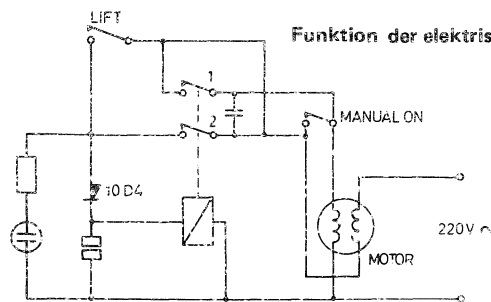 LIFT
Funktion der elektris
1
2
MANUAL ON
10 D4
220V ~
MOTOR